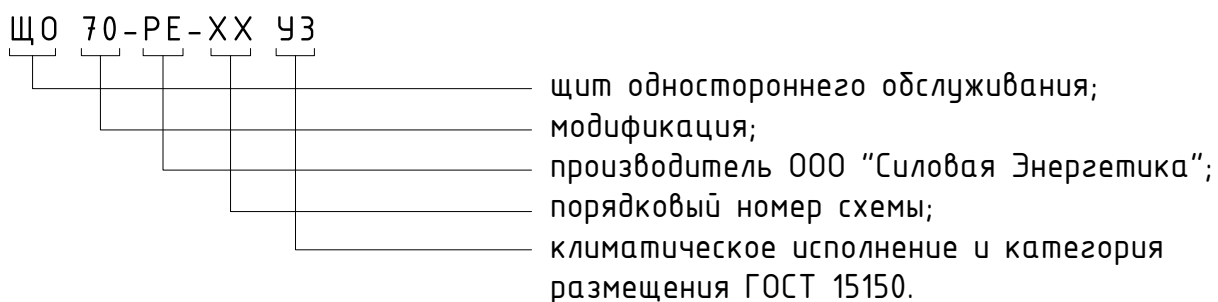 ЩО 70-РЕ-ХХ У3
щит одностороннего обслуживания;
модификация;
производитель ООО "Силовая Энергетика";
порядковый номер схемы;
климатическое исполнение и категория
размещения ГОСТ 15150.